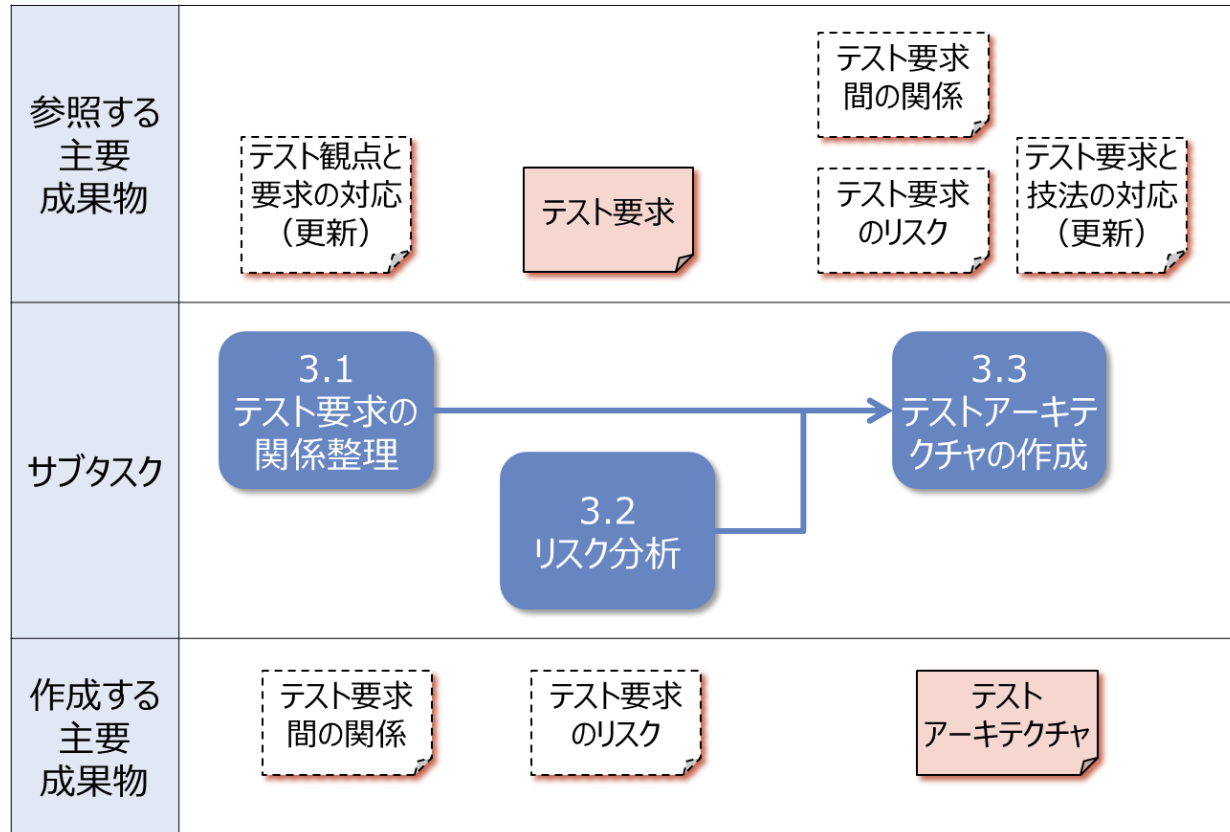 参照する
主要
成果物
テスト観点と
要求の対応
（更新）
テスト要求
テスト要求
間の関係
テスト要求
のリスク
テスト要求と
技法の対応
（更新）
サブタスク
3.1
テスト要求の
関係整理
3.2
リスク分析
3.3
テストアーキテ
クチャの作成
作成する
主要
成果物
テスト要求
間の関係
テスト要求
のリスク
テスト
アーキテクチャ